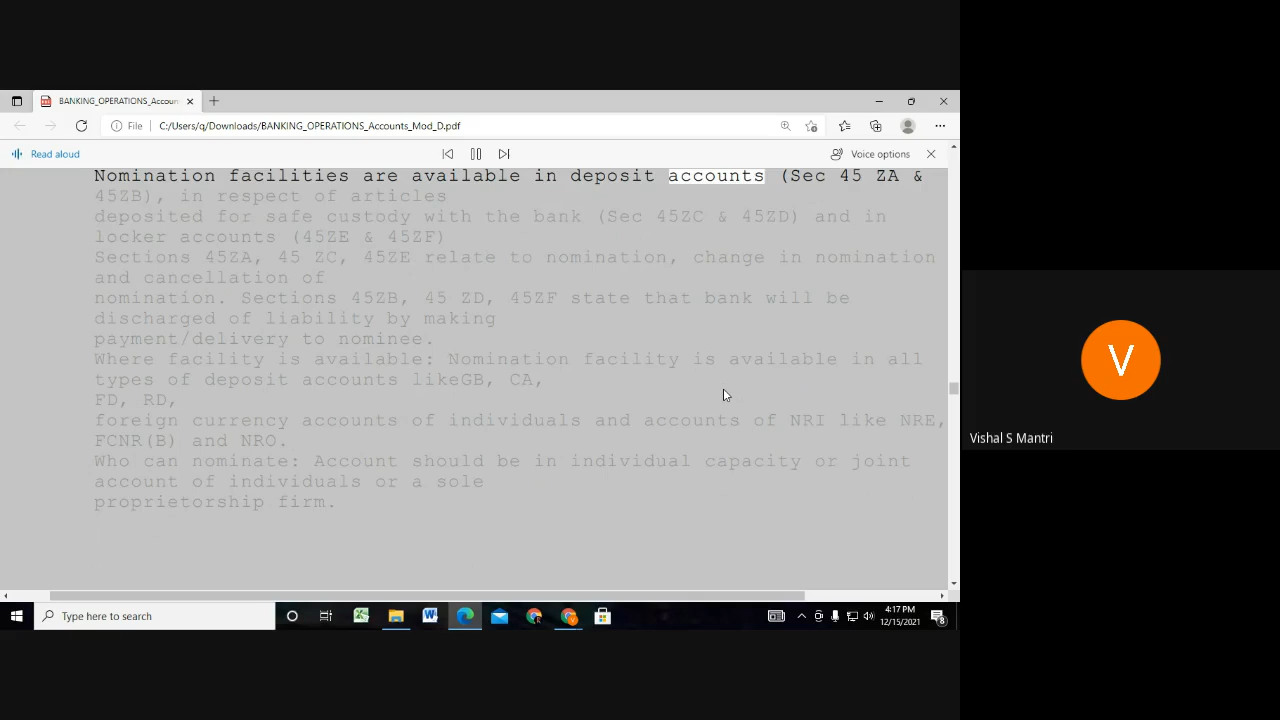 BANKING_OPERATIONS_Accoun
File
C:/Users/q/Downloads/BANKING_OPERATIONS_Accounts_Mod_D.pdf
Read aloud
Voice options
Nomination facilities are available in deposit accounts (Sec 45 ZA &
45ZB), in respect of articles
deposited for safe custody with the bank (Sec 45ZC & 45ZD) and in
locker accounts (45ZE & 45ZF)
Sections 45ZA, 45 ZC, 45ZE relate to nomination, change in nomination
and cancellation of
nomination. Sections 45ZB, 45 ZD, 45ZF state that bank will be
discharged of liability by making
payment/delivery to nominee.
Where facility is available: Nomination facility is available in all
types of deposit accounts likeGB, CA,
FD, RD,
foreign currency accounts of individuals and accounts of NRI like NRE,
FCNR(B) and NRO.
Who can nominate: Account should be in individual capacity or joint
account of individuals or a sole
proprietorship firm.
V
Vishal S Mantri
Type here to search
4:17 PM
12/15/2021
8